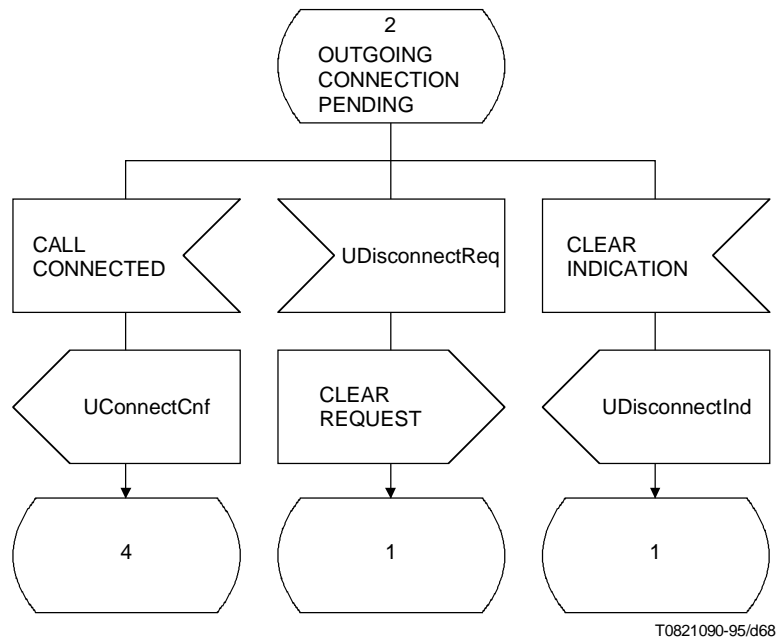 2
OUTGOING
CONNECTION
PENDING
CALL
CONNECTED
UDisconnectReq
CLEAR
INDICATION
UConnectCnf
CLEAR
REQUEST
UDisconnectInd
4
1
1
T0821090-95/d68